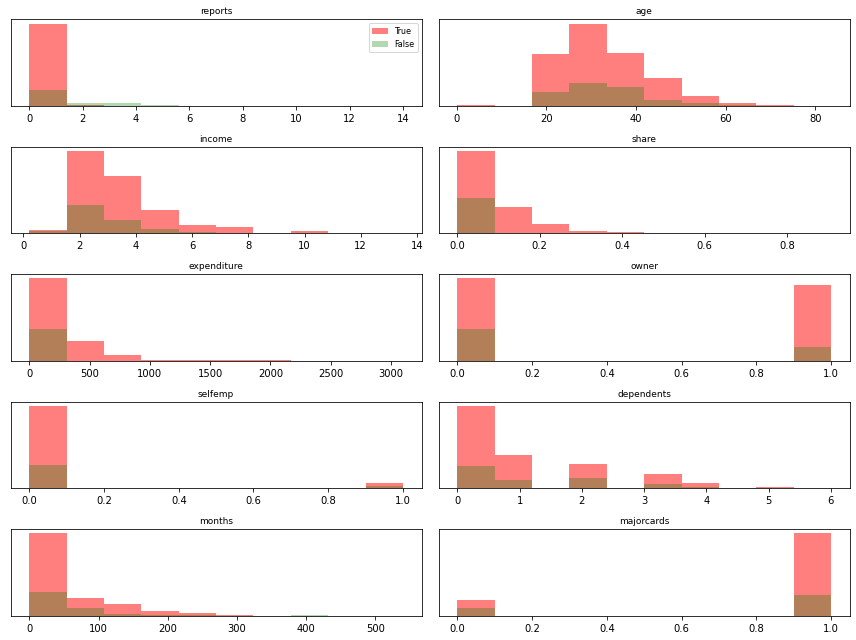 reports
True
False
0 2 4 6 8 10 12 14
age
0 20 40 60 80
income
0 2 4 6 8 10 12 14
share
0.0 0.2 0.4 0.6 0.8
expenditure
0 500 1000 1500 2000 2500 3000
owner
0.0 0.2 0.4 0.6 0.8 1.0
selfemp
0.0 0.2 0.4 0.6 0.8 1.0
dependents
0 1 2 3 4 5 6
months
0 100 200 300 400 500
majorcards
0.0 0.2 0.4 0.6 0.8 1.0